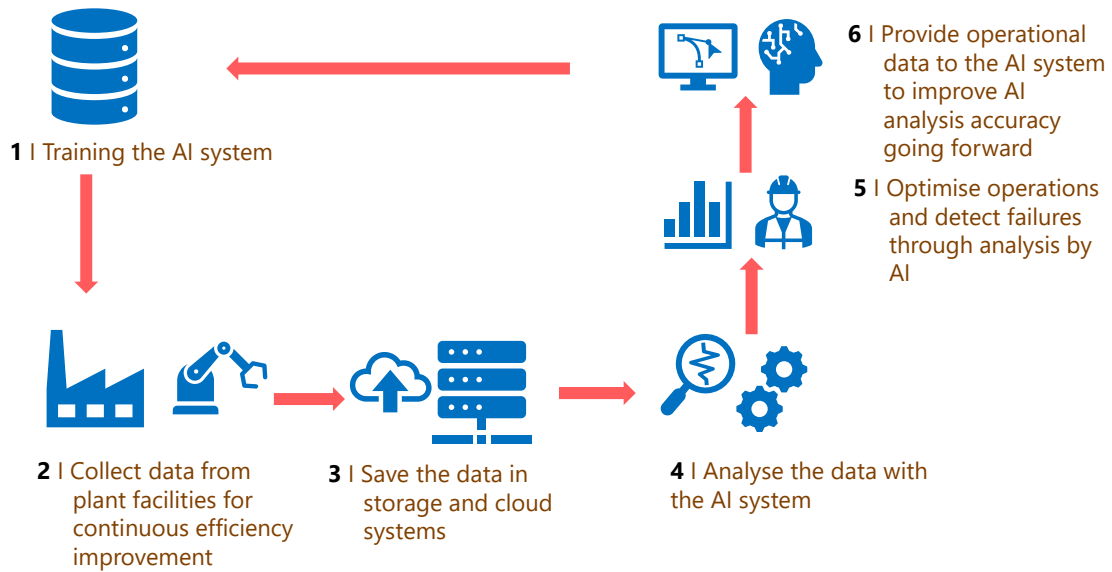 1 I Training the AI system
2 I Collect data from
plant facilities for
continuous efficiency
improvement
3 I Save the data in
storage and cloud
systems
4 I Analyse the data with
the AI system
5 I Optimise operations
and detect failures
through analysis by
AI
6 I Provide operational
data to the AI system
to improve AI
analysis accuracy
going forward